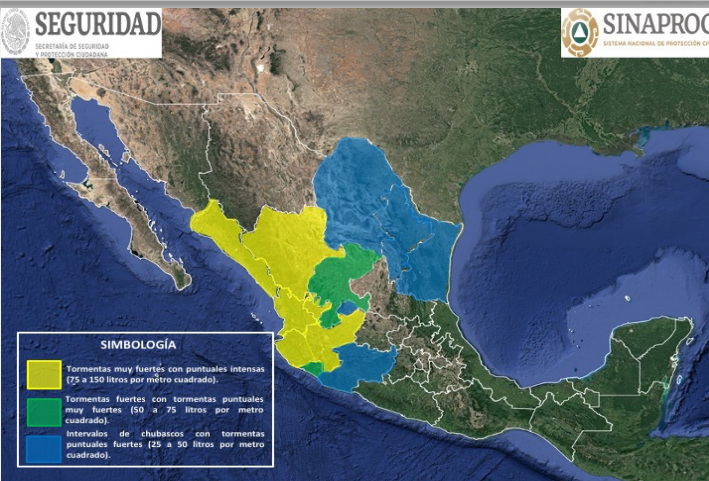 SEGURIDAD
SECRETARÍA DE SEGURIDAD
Y PROTECCIÓN CIUDADANA
SINAPROC
SISTEMA NACIONAL DE PROTECCIÓN
SIMBOLOGÍA
Tormentas muy fuertes con puntuales intensas
(75 a 150 litros por metro cuadrado).
Tormentas fuertes con tormentas puntuales
muy fuertes (50 a 75 litros por metro
cuadrado).
Intervalos de chubascos con tormentas
puntuales fuertes (25 a 50 litros por metro
cuadrado).